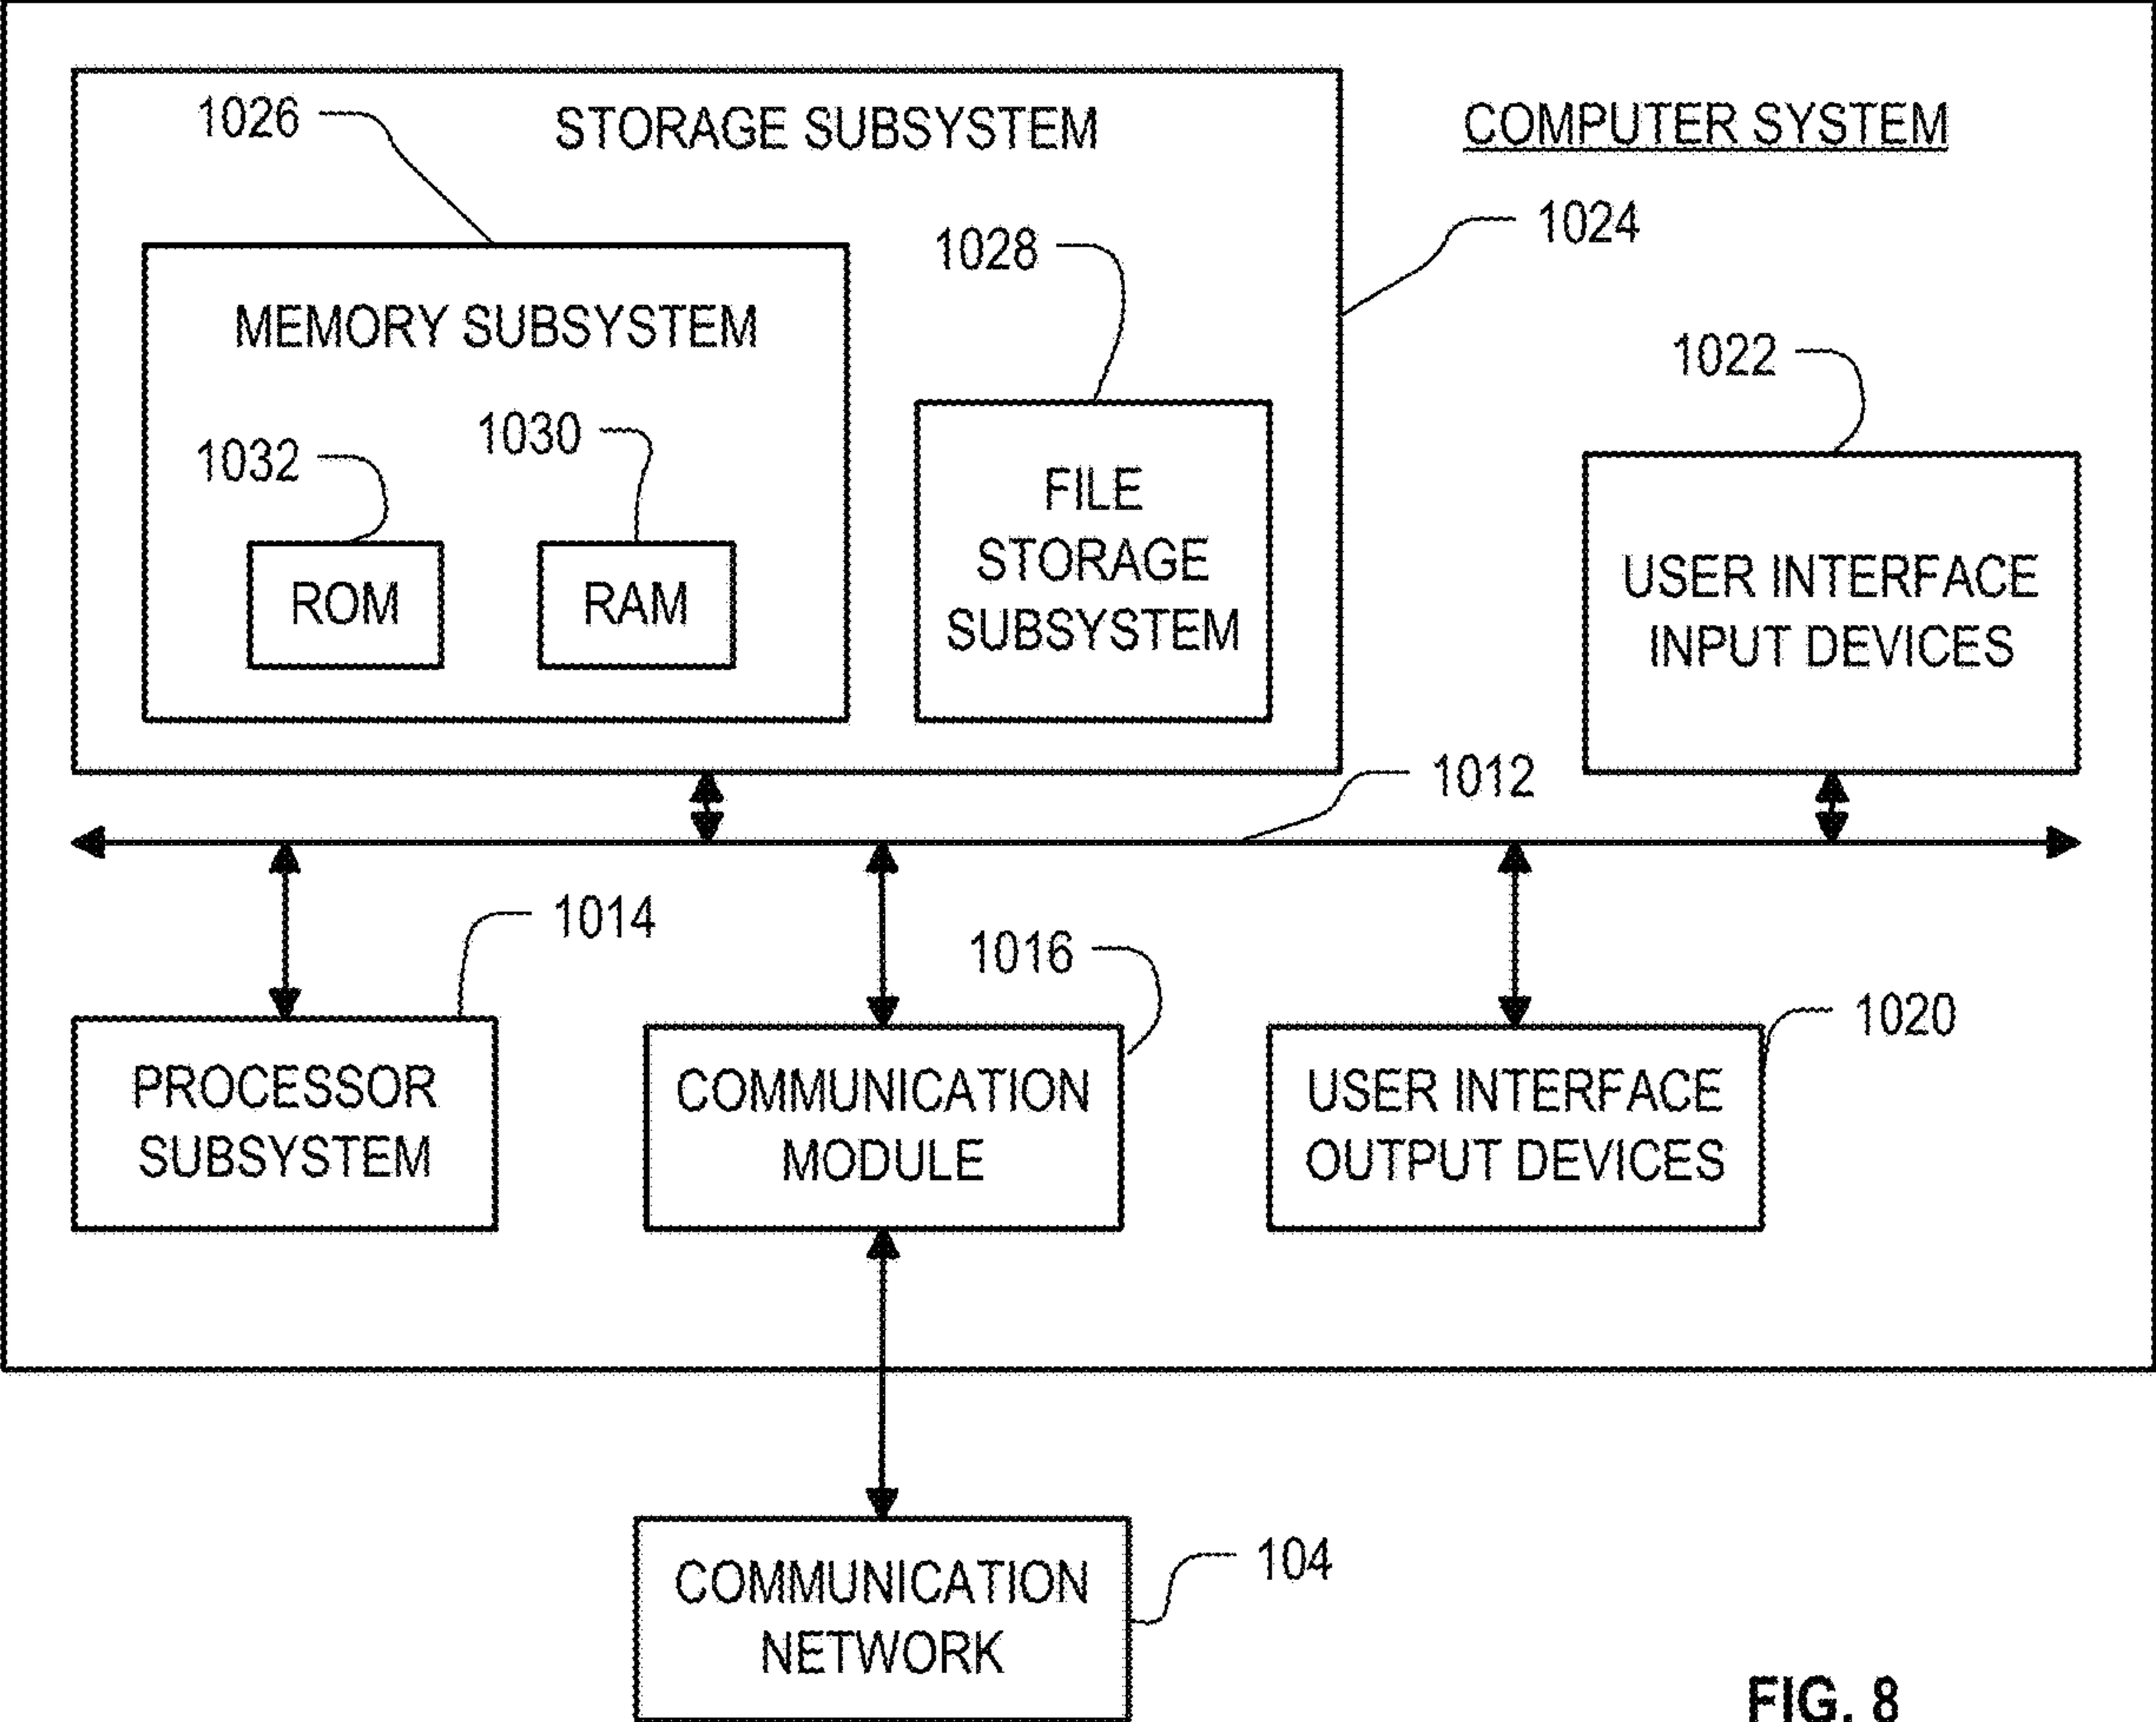 1026
STORAGE SUBSYSTEM
COMPUTER SYSTEM
1024
1028
MEMORY SUBSYSTEM
1022
1032
1030
ROM
RAM
FILE
STORAGE
SUBSYSTEM
USER INTERFACE
INPUT DEVICES
1012
1014
1016
1020
PROCESSOR
SUBSYSTEM
COMMUNICATION
MODULE
USER INTERFACE
OUTPUT DEVICES
COMMUNICATION
NETWORK
104
FIG. 8